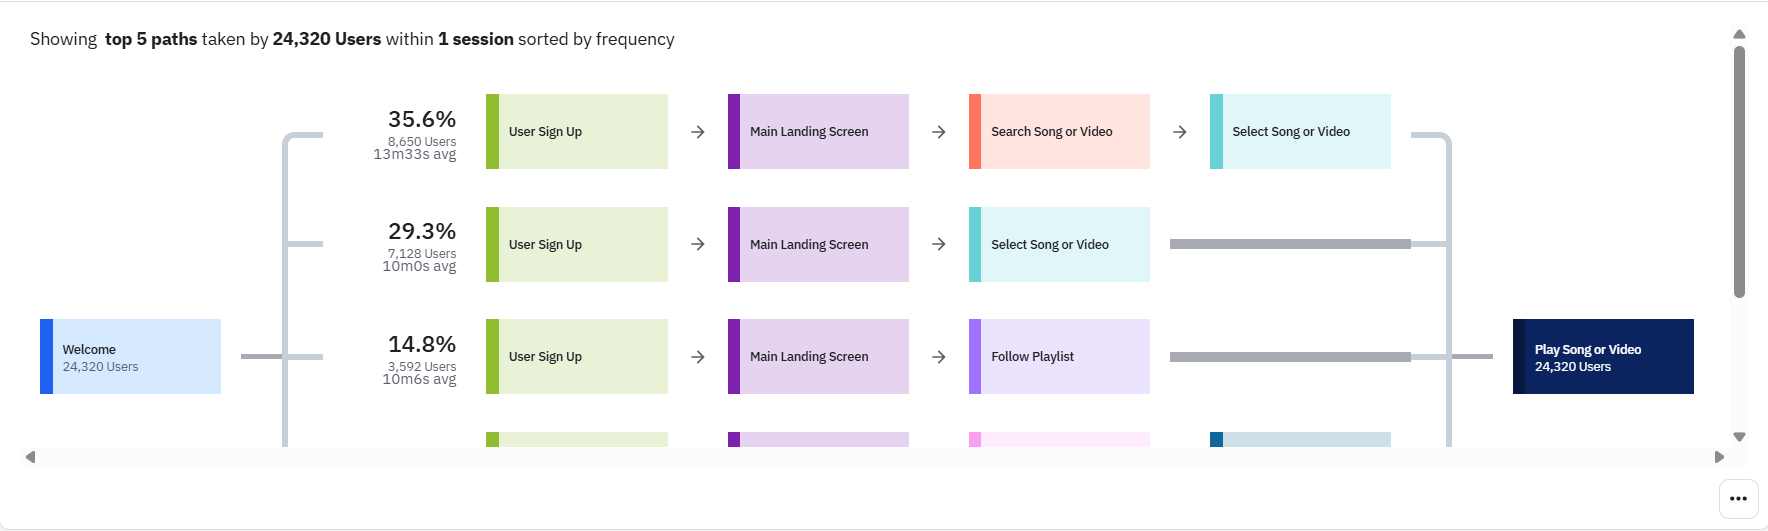 Showing top 5 paths taken by 24,320 Users within 1 session sorted by frequency
35.6%
8,650 Users
13m33s avg
User Sign Up
Main Landing Screen
Search Song or Video
Select Song or Video
29.3%
7,128 Users
10m0s avg
User Sign Up
Main Landing Screen
Select Song or Video
Welcome
24,320 Users
14.8%
3,592 Users
10m6s avg
User Sign Up
Main Landing Screen
Follow Playlist
Play Song or Video
24,320 Users